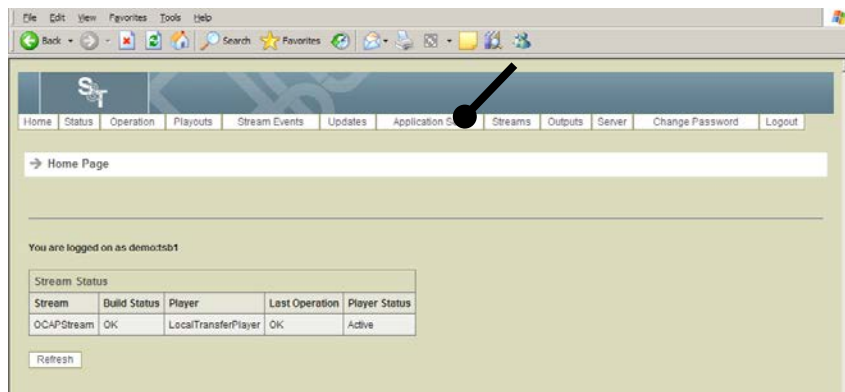 File Edit View Favorites Tools Help
Back Search Favorites
S&T
Home Status Operation Playouts Stream Events Updates Application Streams Outputs Server Change Password Logout
Home Page
You are logged on as demo:tsb1
Stream Status
Stream Build Status Player Last Operation Player Status
OCAPStream OK LocalTransferPlayer OK Active
Refresh